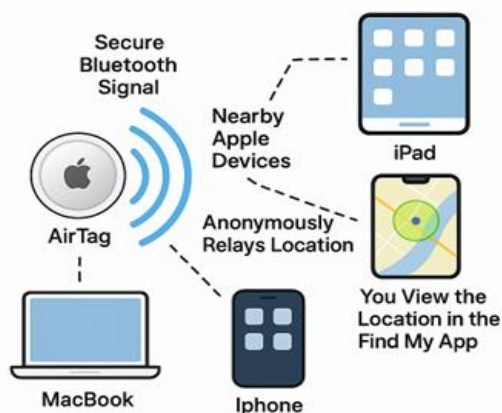 Secure
Bluetooth
Signal
Nearby
Apple
Devices
iPad
AirTag
Anonymously
Relays Location
You View the
Location in the
Find My App
MacBook
Iphone